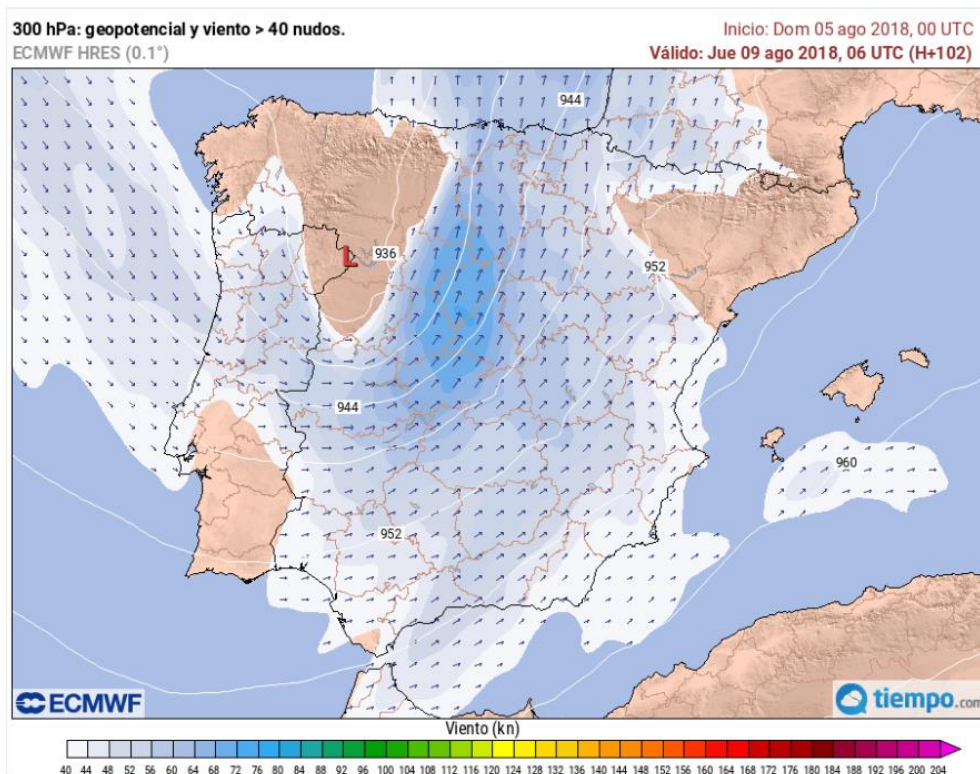 300 hPa: geopotencial y viento > 40 nudos.
Inicio: Dom 05 ago 2018, 00 UTC
ECMWF HRES (0.1°)
Válido: Jue 09 ago 2018, 06 UTC (H+102)
944
L
936
952
944
960
952
ECMWF
tiempo.com
Viento (kn)
40 44 48 52 56 60 64 68 72 76 80 84 88 92 96 100 104 108 112 116 120 124 128 132 136 140 144 148 152 156 160 164 168 172 176 180 184 188 192 196 200 204